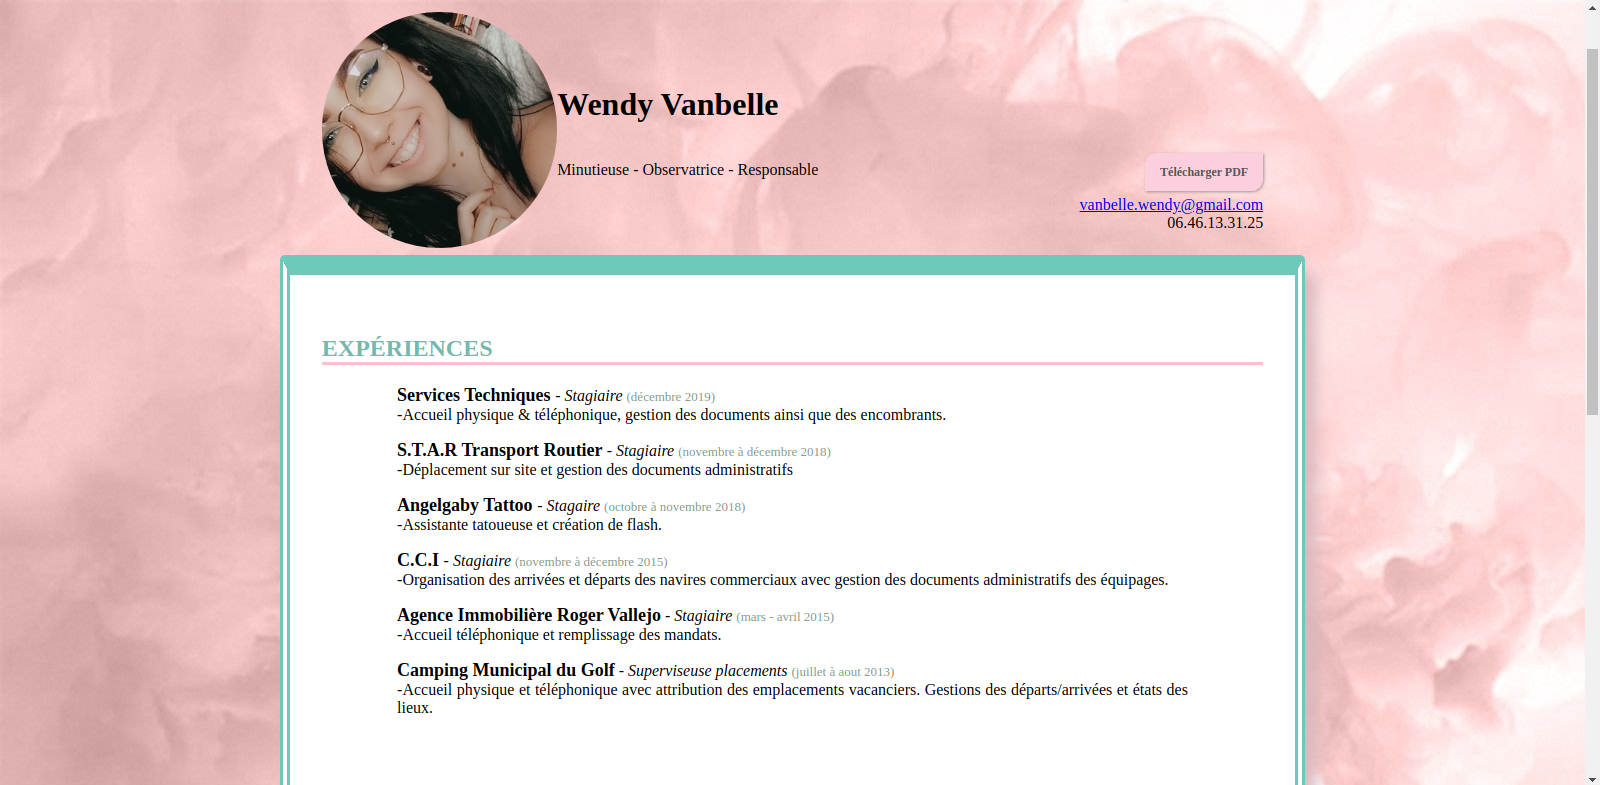 Wendy Vanbelle
Minutieuse - Observatrice - Responsable
Télécharger PDF
vanbelle.wendy@gmail.com
06.46.13.31.25
EXPÉRIENCES
Services Techniques - Stagiaire (décembre 2019)
-Accueil physique & téléphonique, gestion des documents ainsi que des encombrants.
S.T.A.R Transport Routier - Stagiaire (novembre à décembre 2018)
-Déplacement sur site et gestion des documents administratifs
Angelgaby Tattoo - Stagaire (octobre à novembre 2018)
-Assistante tatoueuse et création de flash.
C.C.I - Stagiaire (novembre à décembre 2015)
-Organisation des arrivées et départs des navires commerciaux avec gestion des documents administratifs des équipages.
Agence Immobilière Roger Vallejo - Stagiaire (mars - avril 2015)
-Accueil téléphonique et remplissage des mandats.
Camping Municipal du Golf - Superviseuse placements (juillet à aout 2013)
-Accueil physique et téléphonique avec attribution des emplacements vacanciers. Gestions des départs/arrivées et états des
lieux.